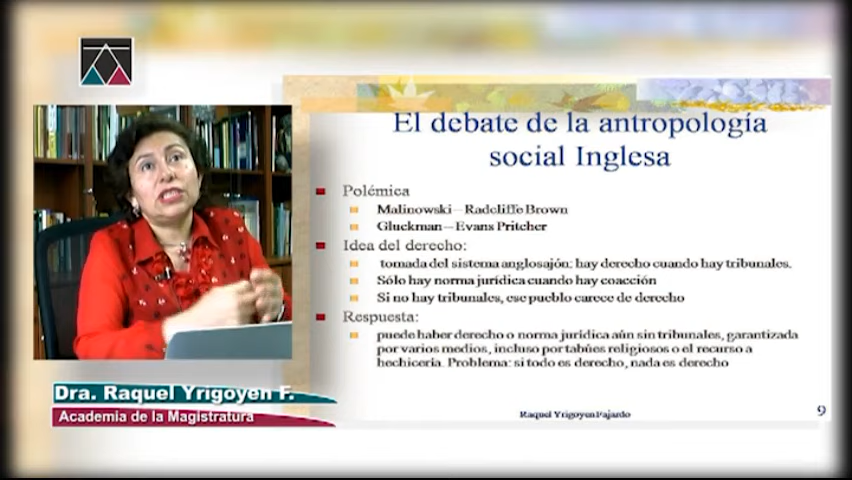 El debate de la antropología
social Inglesa
Polémica
Malinowski – Radcliffe Brown
Gluckman – Evans Pritcher
Idea del derecho:
tomada del sistema anglosajón: hay derecho cuando hay tribunales.
Sólo hay norma jurídica cuando hay coacción
Si no hay tribunales, ese pueblo carece de derecho
Respuesta:
puede haber derecho o norma jurídica aún sin tribunales, garantizada
por varios medios, incluso por tabúes religiosos o el recurso a
hechicería. Problema: si todo es derecho, nada es derecho
Dra. Raquel Yrigoyen F.
Academia de la Magistratura
Raquel Yrigoyen Fajardo
9